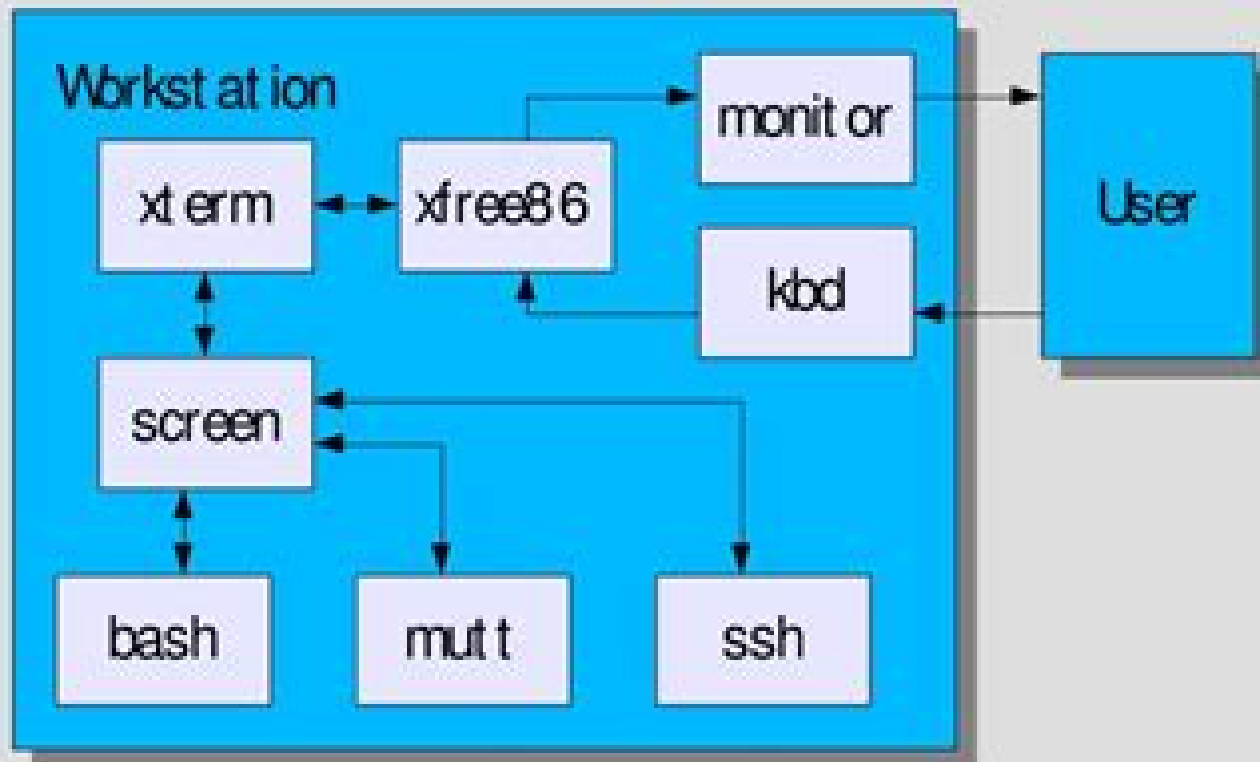 Workstation
monitor
xterm
xfree86
User
kbd
screen
bash
mutt
ssh